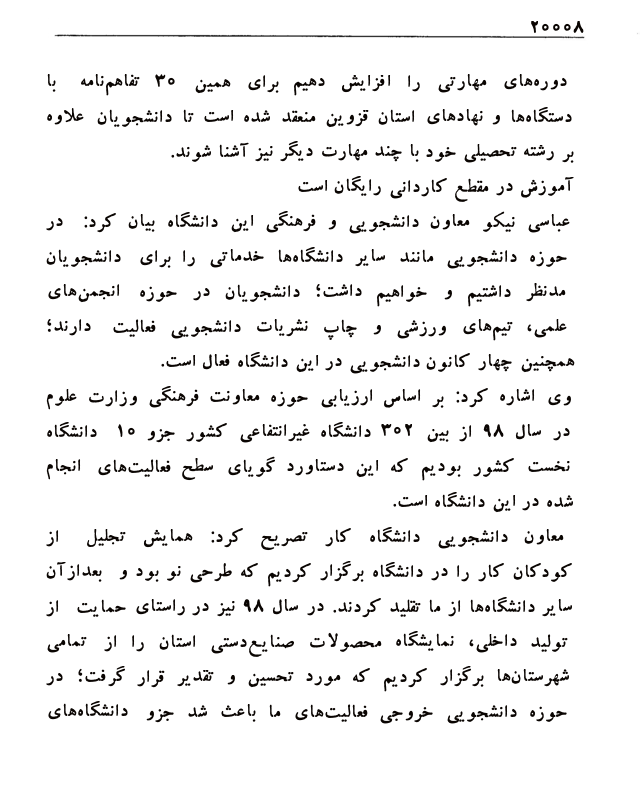 ۲۰۰۰۸
دوره‌های مهارتی را افزایش دهیم برای همین ۳۰ تفاهم‌نامه با
دستگاه‌ها و نهادهای استان قزوین منعقد شده است تا دانشجویان علاوه
بر رشته تحصیلی خود با چند مهارت دیگر نیز آشنا شوند.
آموزش در مقطع کاردانی رایگان است
عباسی نیکو معاون دانشجویی و فرهنگی این دانشگاه بیان کرد: در
حوزه دانشجویی مانند سایر دانشگاه‌ها خدماتی را برای دانشجویان
مدنظر داشتیم و خواهیم داشت؛ دانشجویان در حوزه انجمن‌های
علمی، تیم‌های ورزشی و چاپ نشریات دانشجویی فعالیت دارند؛
همچنین چهار کانون دانشجویی در این دانشگاه فعال است.
وی اشاره کرد: بر اساس ارزیابی حوزه معاونت فرهنگی وزارت علوم
در سال ۹۸ از بین ۳۰۲ دانشگاه غیرانتفاعی کشور جزو ۱۰ دانشگاه
نخست کشور بودیم که این دستاورد گویای سطح فعالیت‌های انجام
شده در این دانشگاه است.
معاون دانشجویی دانشگاه کار تصریح کرد: همایش تجلیل از
کودکان کار را در دانشگاه برگزار کردیم که طرحی نو بود و بعدازآن
سایر دانشگاه‌ها از ما تقلید کردند. در سال ۹۸ نیز در راستای حمایت از
تولید داخلی، نمایشگاه محصولات صنایع‌دستی استان را از تمامی
شهرستان‌ها برگزار کردیم که مورد تحسین و تقدیر قرار گرفت؛ در
حوزه دانشجویی خروجی فعالیت‌های ما باعث شد جزو دانشگاه‌های